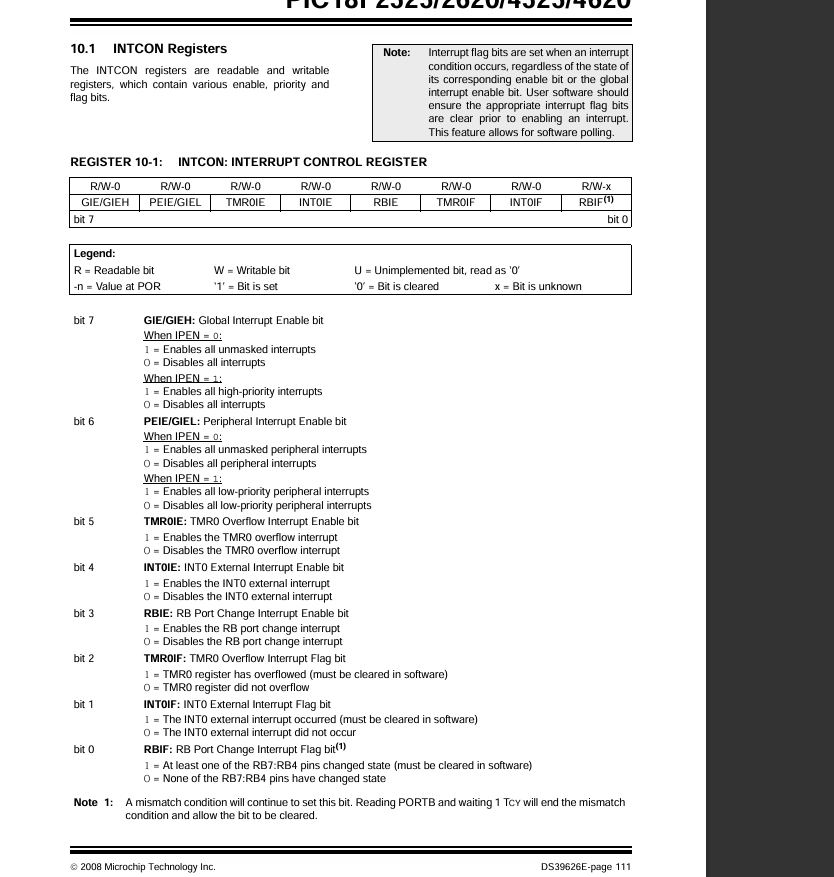 PIC18F2525/2620/4525/4620
10.1 INTCON Registers
The INTCON registers are readable and writable
registers, which contain various enable, priority and
flag bits.
Note: Interrupt flag bits are set when an interrupt
condition occurs, regardless of the state of
its corresponding enable bit or the global
interrupt enable bit. User software should
ensure the appropriate interrupt flag bits
are clear prior to enabling an interrupt.
This feature allows for software polling.
REGISTER 10-1: INTCON: INTERRUPT CONTROL REGISTER
R/W-0 R/W-0 R/W-0 R/W-0 R/W-0 R/W-0 R/W-0 R/W-x
GIE/GIEH PEIE/GIEL TMR0IE INT0IE RBIE TMR0IF INT0IF RBIF(1)
bit 7 bit 0
Legend:
R = Readable bit W = Writable bit U = Unimplemented bit, read as ‘0’
-n = Value at POR ‘1’ = Bit is set ‘0’ = Bit is cleared x = Bit is unknown
bit 7 GIE/GIEH: Global Interrupt Enable bit
When IPEN = 0:
1 = Enables all unmasked interrupts
0 = Disables all interrupts
When IPEN = 1:
1 = Enables all high-priority interrupts
0 = Disables all interrupts
bit 6 PEIE/GIEL: Peripheral Interrupt Enable bit
When IPEN = 0:
1 = Enables all unmasked peripheral interrupts
0 = Disables all peripheral interrupts
When IPEN = 1:
1 = Enables all low-priority peripheral interrupts
0 = Disables all low-priority peripheral interrupts
bit 5 TMR0IE: TMR0 Overflow Interrupt Enable bit
1 = Enables the TMR0 overflow interrupt
0 = Disables the TMR0 overflow interrupt
bit 4 INT0IE: INT0 External Interrupt Enable bit
1 = Enables the INT0 external interrupt
0 = Disables the INT0 external interrupt
bit 3 RBIE: RB Port Change Interrupt Enable bit
1 = Enables the RB port change interrupt
0 = Disables the RB port change interrupt
bit 2 TMR0IF: TMR0 Overflow Interrupt Flag bit
1 = TMR0 register has overflowed (must be cleared in software)
0 = TMR0 register did not overflow
bit 1 INT0IF: INT0 External Interrupt Flag bit
1 = The INT0 external interrupt occurred (must be cleared in software)
0 = The INT0 external interrupt did not occur
bit 0 RBIF: RB Port Change Interrupt Flag bit(1)
1 = At least one of the RB7:RB4 pins changed state (must be cleared in software)
0 = None of the RB7:RB4 pins have changed state
Note 1: A mismatch condition will continue to set this bit. Reading PORTB and waiting 1 TCY will end the mismatch
condition and allow the bit to be cleared.
© 2008 Microchip Technology Inc. DS39626E-page 111